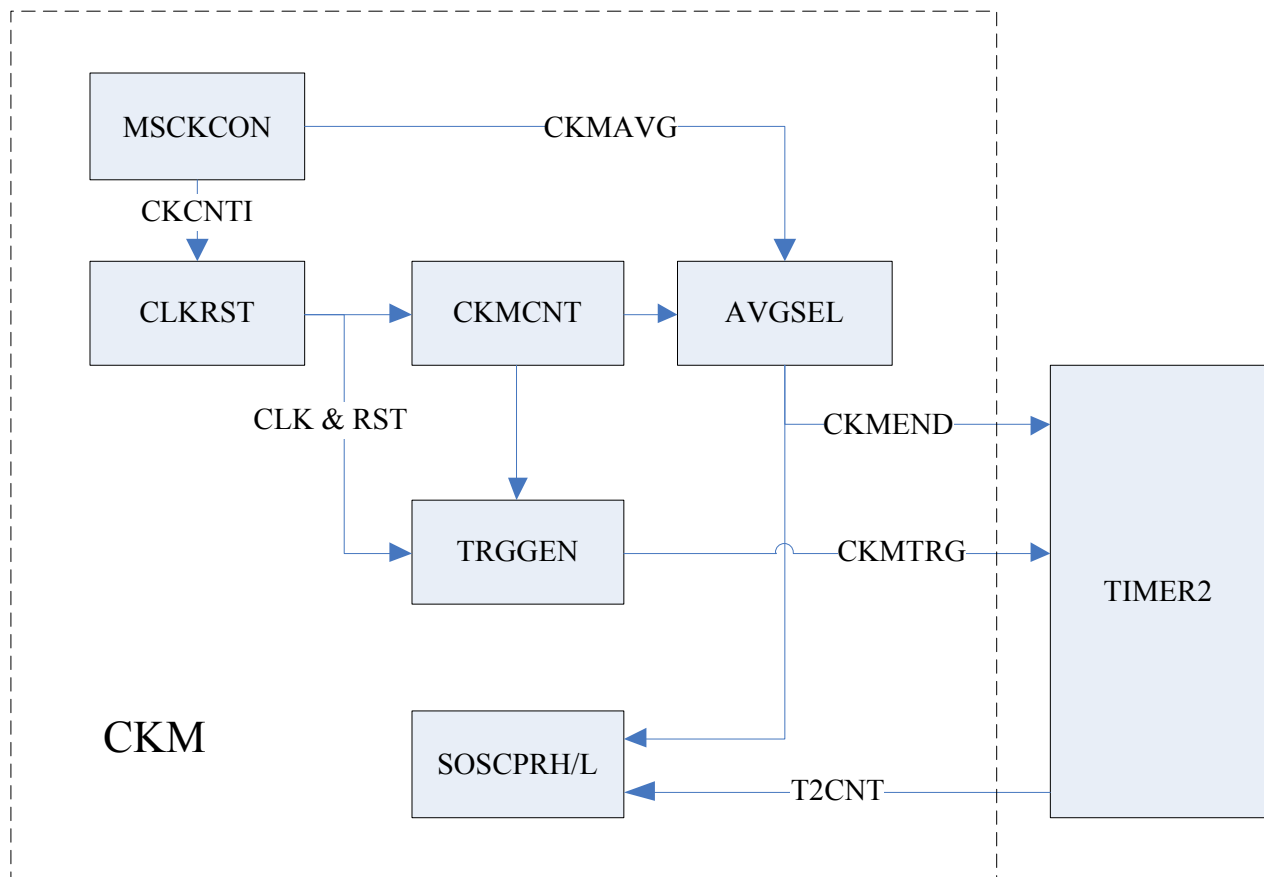 MSCKCON
CKMAVG
CKCNTI
CLKRST
CKMCNT
AVGSEL
CLK & RST
CKMEND
TRGGEN
CKMTRG
TIMER2
CKM
SOSCPRH/L
T2CNT